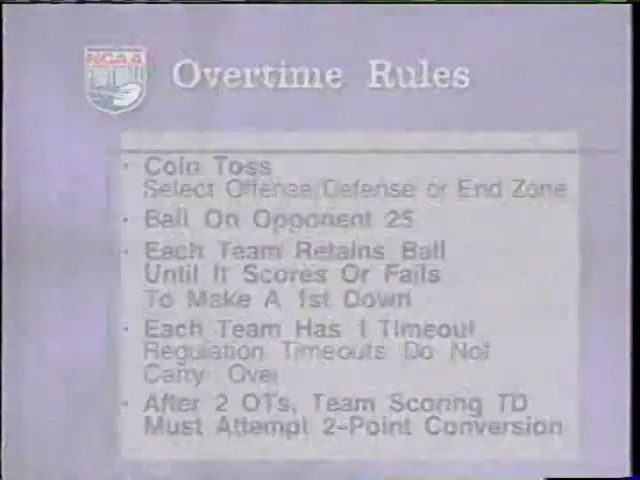 NCAA
Overtime Rules
· Coin Toss
Select Offense/Defense or End Zone
· Ball On Opponent 25
· Each Team Retains Ball
Until It Scores Or Fails
To Make A 1st Down
· Each Team Has 1 Timeout
Regulation Timeouts Do Not
Carry Over
· After 2 OTs, Team Scoring TD
Must Attempt 2-Point Conversion